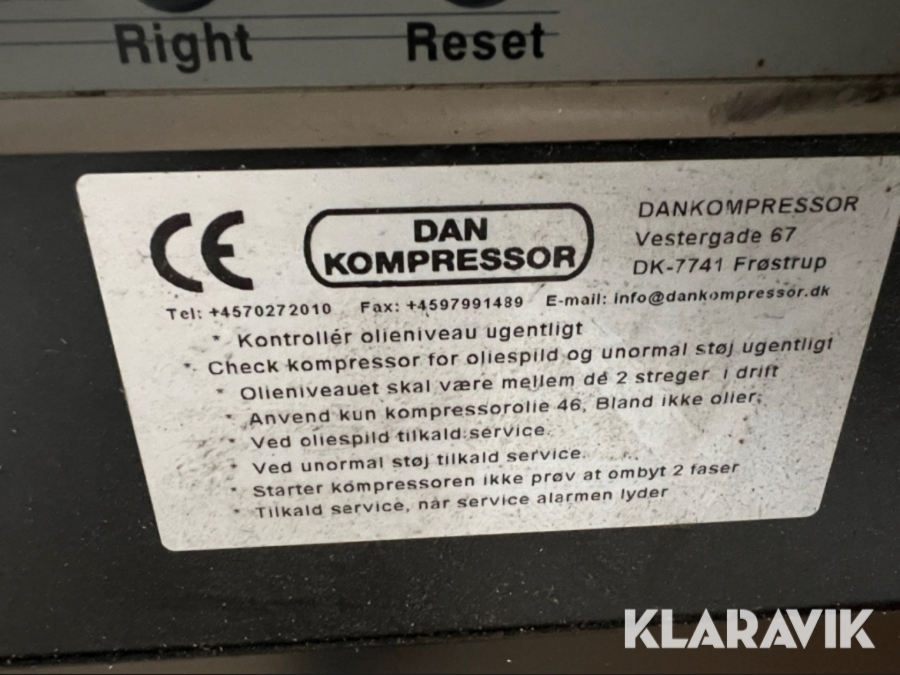 Right Reset
CE
DAN
KOMPRESSOR
DANKOMPRESSOR
Vestergade 67
DK-7741 Frøstrup
Tel: +4570272010 Fax: +4597991489 E-mail: info@dankompressor.dk
* Kontrollér olieniveau ugentligt
* Check kompressor for oliespild og unormal støj ugentligt
* Olieniveauet skal være mellem de 2 streger i drift
* Anvend kun kompressorolie 46, Bland ikke olier.
* Ved oliespild tilkald service.
* Ved unormal støj tilkald service.
* Starter kompressoren ikke prøv at ombyt 2 faser
* Tilkald service, når service alarmen lyder
KLARAVIK